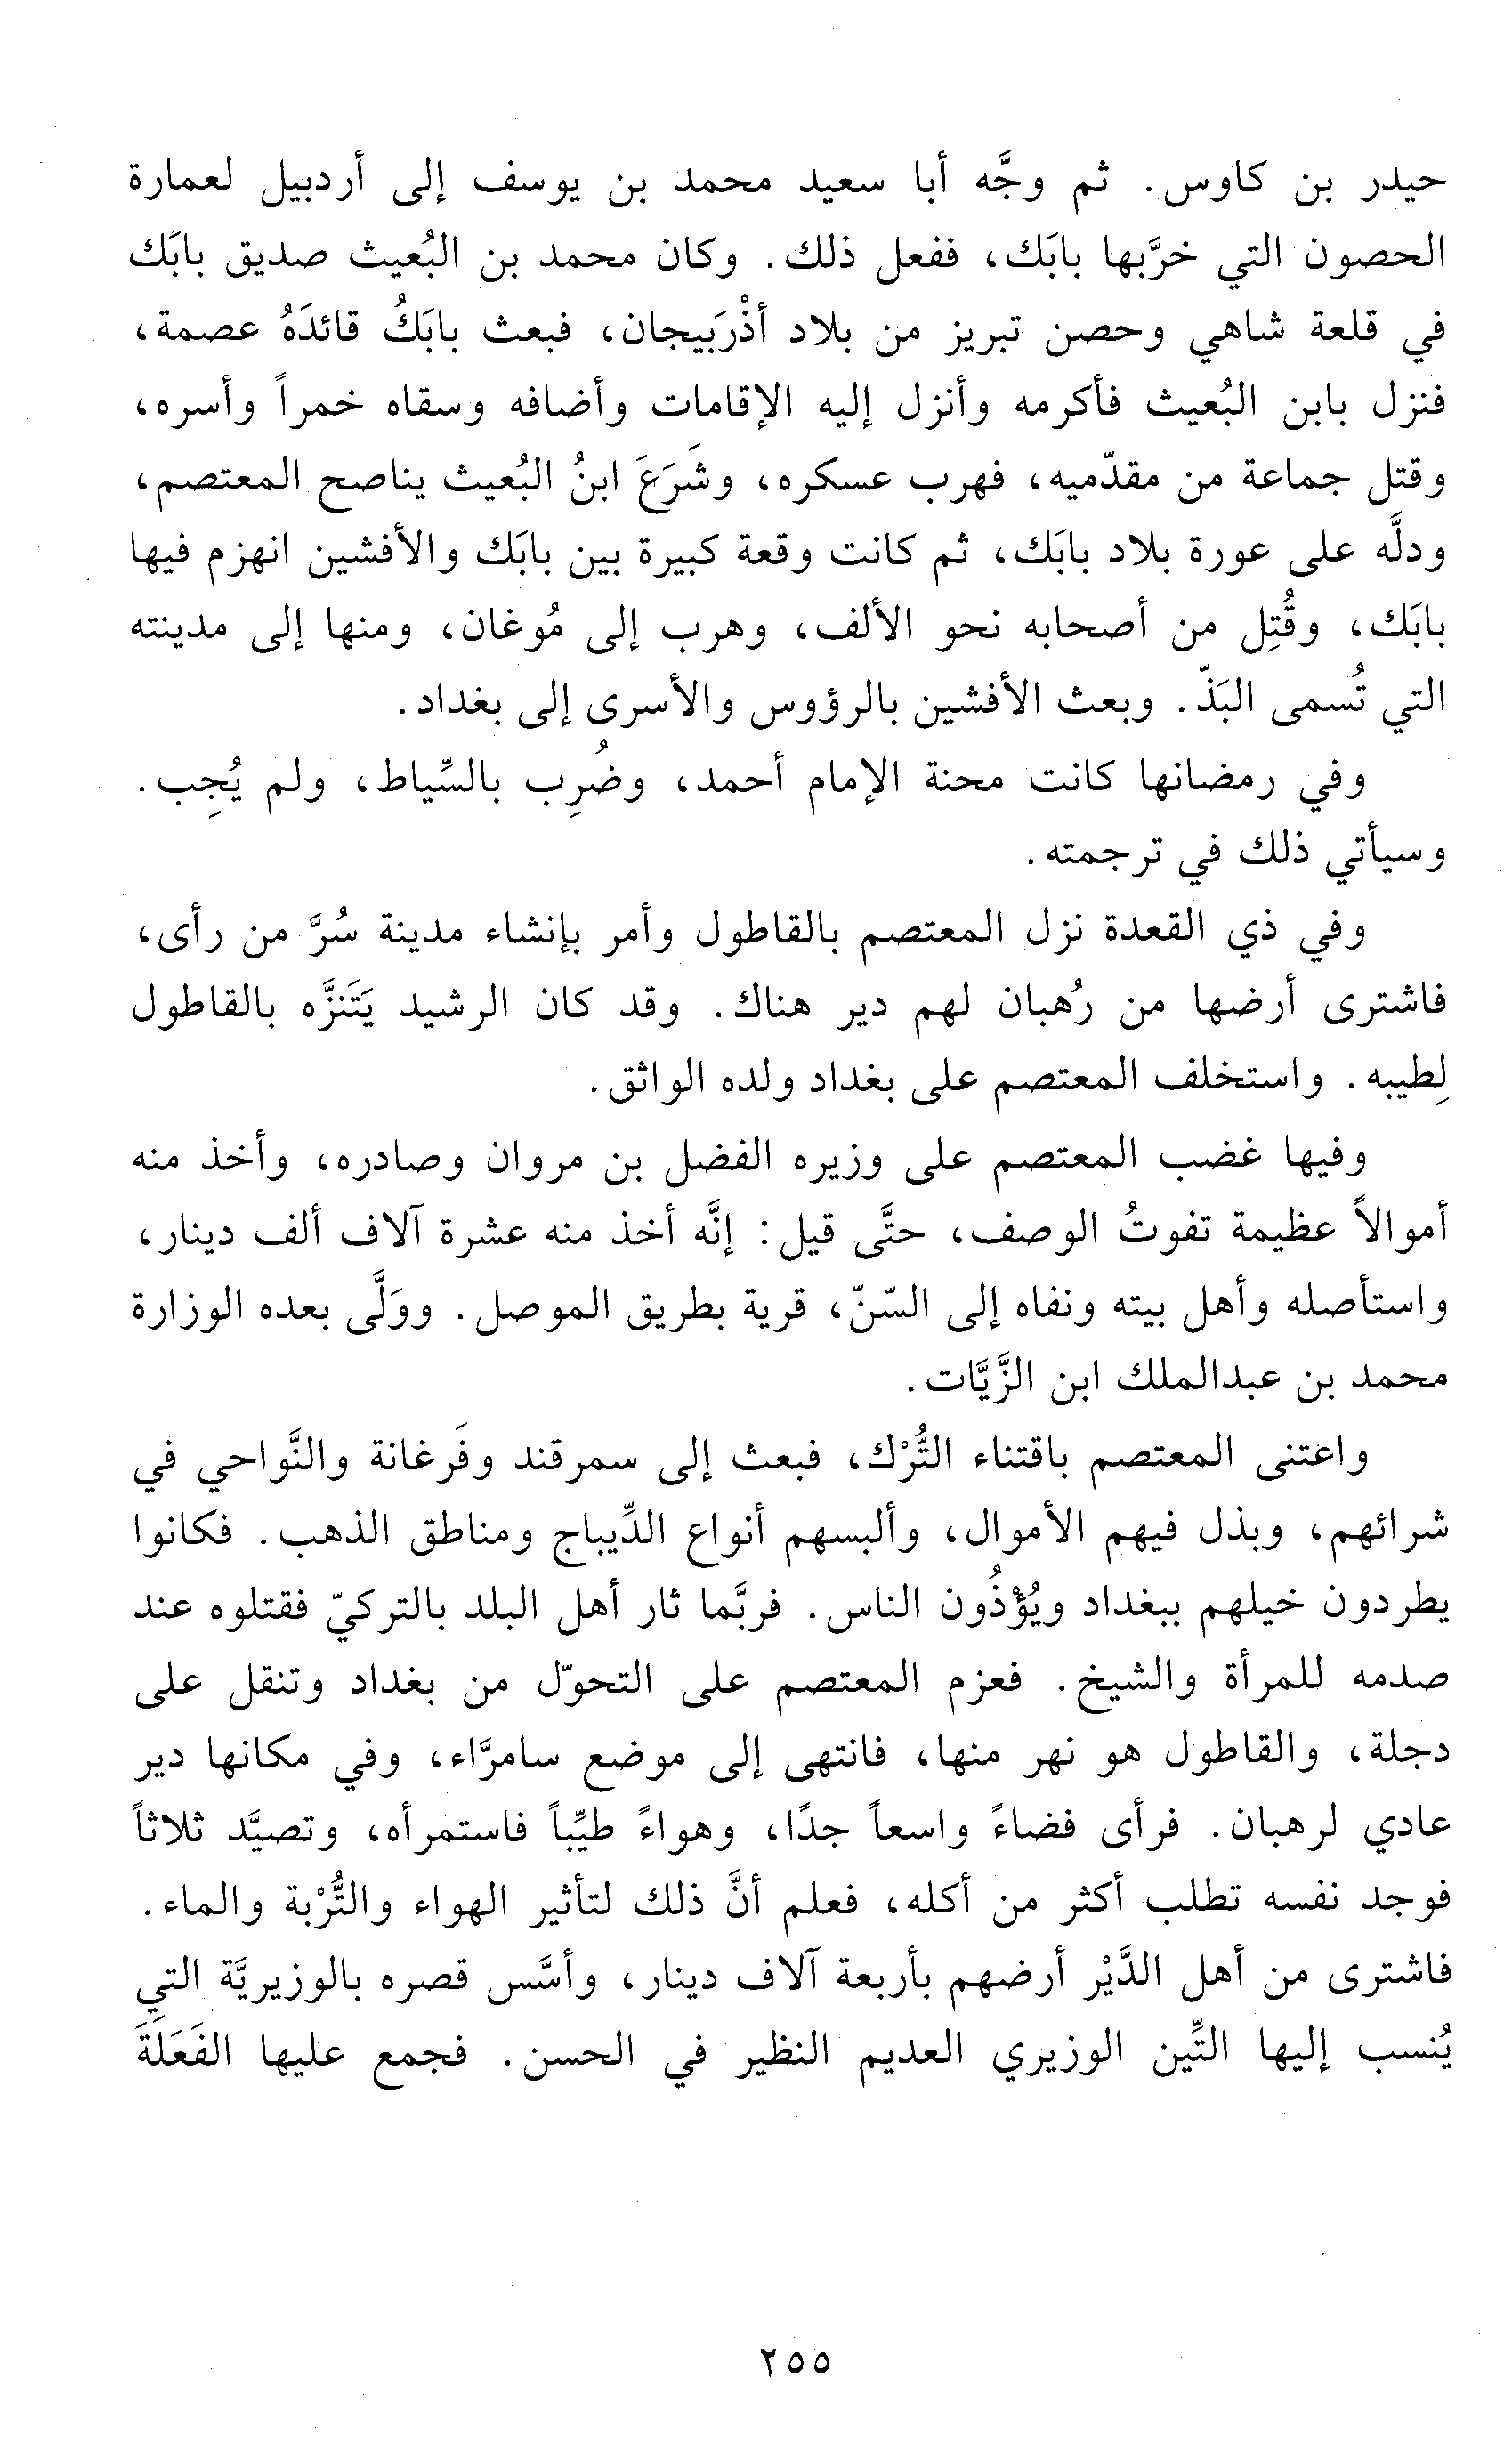 حيدر بن كاوس. ثم وجَّه أبا سعيد محمد بن يوسف إلى أردبيل لعمارة
الحصون التي خرَّبها بابَك، ففعل ذلك. وكان محمد بن البُعيث صديق بابَك
في قلعة شاهي وحصن تبريز من بلاد أذْرَبيجان، فبعث بابَكُ قائدَهُ عصمة،
فنزل بابن البُعيث فأكرمه وأنزل إليه الإقامات وأضافه وسقاه خمراً وأسره،
وقتل جماعة من مقدّميه، فهرب عسكره، وشَرَعَ ابنُ البُعيث يناصح المعتصم،
ودلَّه على عورة بلاد بابَك، ثم كانت وقعة كبيرة بين بابَك والأفشين انهزم فيها
بابَك، وقُتِل من أصحابه نحو الألف، وهرب إلى مُوغان، ومنها إلى مدينته
التي تُسمى البَذّ. وبعث الأفشين بالرؤوس والأسرى إلى بغداد.
وفي رمضانها كانت محنة الإمام أحمد، وضُرِب بالسِّياط، ولم يُجِب.
وسيأتي ذلك في ترجمته.
وفي ذي القعدة نزل المعتصم بالقاطول وأمر بإنشاء مدينة سُرَّ من رأى،
فاشترى أرضها من رُهبان لهم دير هناك. وقد كان الرشيد يَتَنزَّه بالقاطول
لِطيبه. واستخلف المعتصم على بغداد ولده الواثق.
وفيها غضب المعتصم على وزيره الفضل بن مروان وصادره، وأخذ منه
أموالاً عظيمة تفوتُ الوصف، حتَّى قيل: إنَّه أخذ منه عشرة آلاف ألف دينار،
واستأصله وأهل بيته ونفاه إلى السّنّ، قرية بطريق الموصل. ووَلَّى بعده الوزارة
محمد بن عبدالملك ابن الزَّيَّات.
واعتنى المعتصم باقتناء التُّرْك، فبعث إلى سمرقند وفَرغانة والنَّواحي في
شرائهم، وبذل فيهم الأموال، وألبسهم أنواع الدِّيباج ومناطق الذهب. فكانوا
يطردون خيلهم ببغداد ويُؤْذُون الناس. فربَّما ثار أهل البلد بالتركيّ فقتلوه عند
صدمه للمرأة والشيخ. فعزم المعتصم على التحوّل من بغداد وتنقل على
دجلة، والقاطول هو نهر منها، فانتهى إلى موضع سامرَّاء، وفي مكانها دير
عادي لرهبان. فرأى فضاءً واسعاً جدًا، وهواءً طيِّباً فاستمرأه، وتصيَّد ثلاثاً
فوجد نفسه تطلب أكثر من أكله، فعلم أنَّ ذلك لتأثير الهواء والتُّرْبة والماء.
فاشترى من أهل الدَّيْر أرضهم بأربعة آلاف دينار، وأسَّس قصره بالوزيريَّة التي
يُنسب إليها التِّين الوزيري العديم النظير في الحسن. فجمع عليها الفَعَلَةَ
٢٥٥